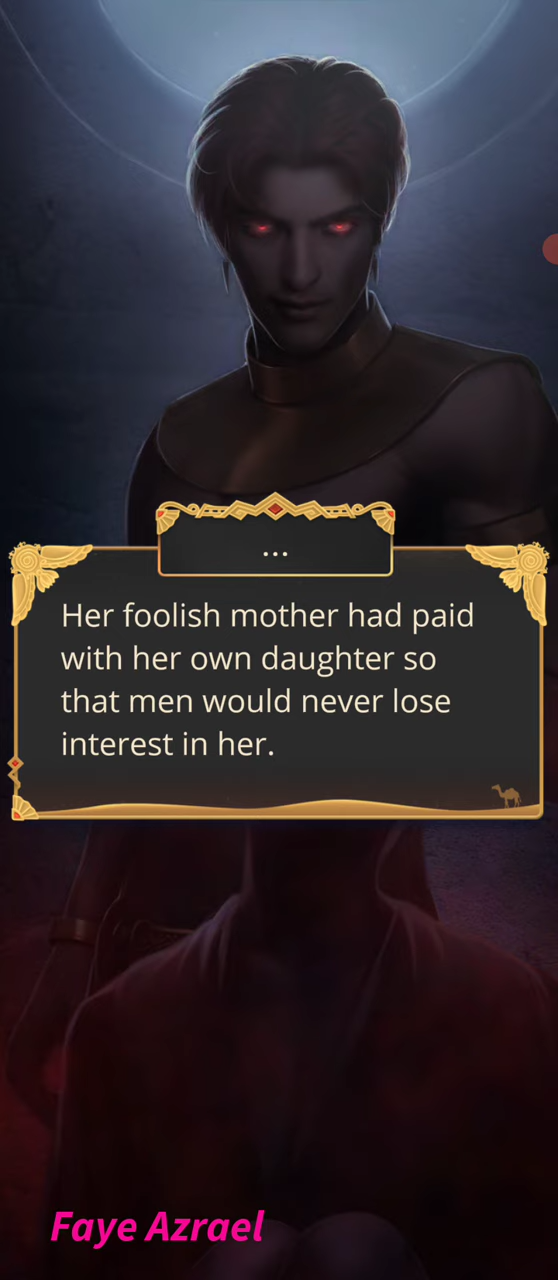 ...
Her foolish mother had paid
with her own daughter so
that men would never lose
interest in her.
Faye Azrael